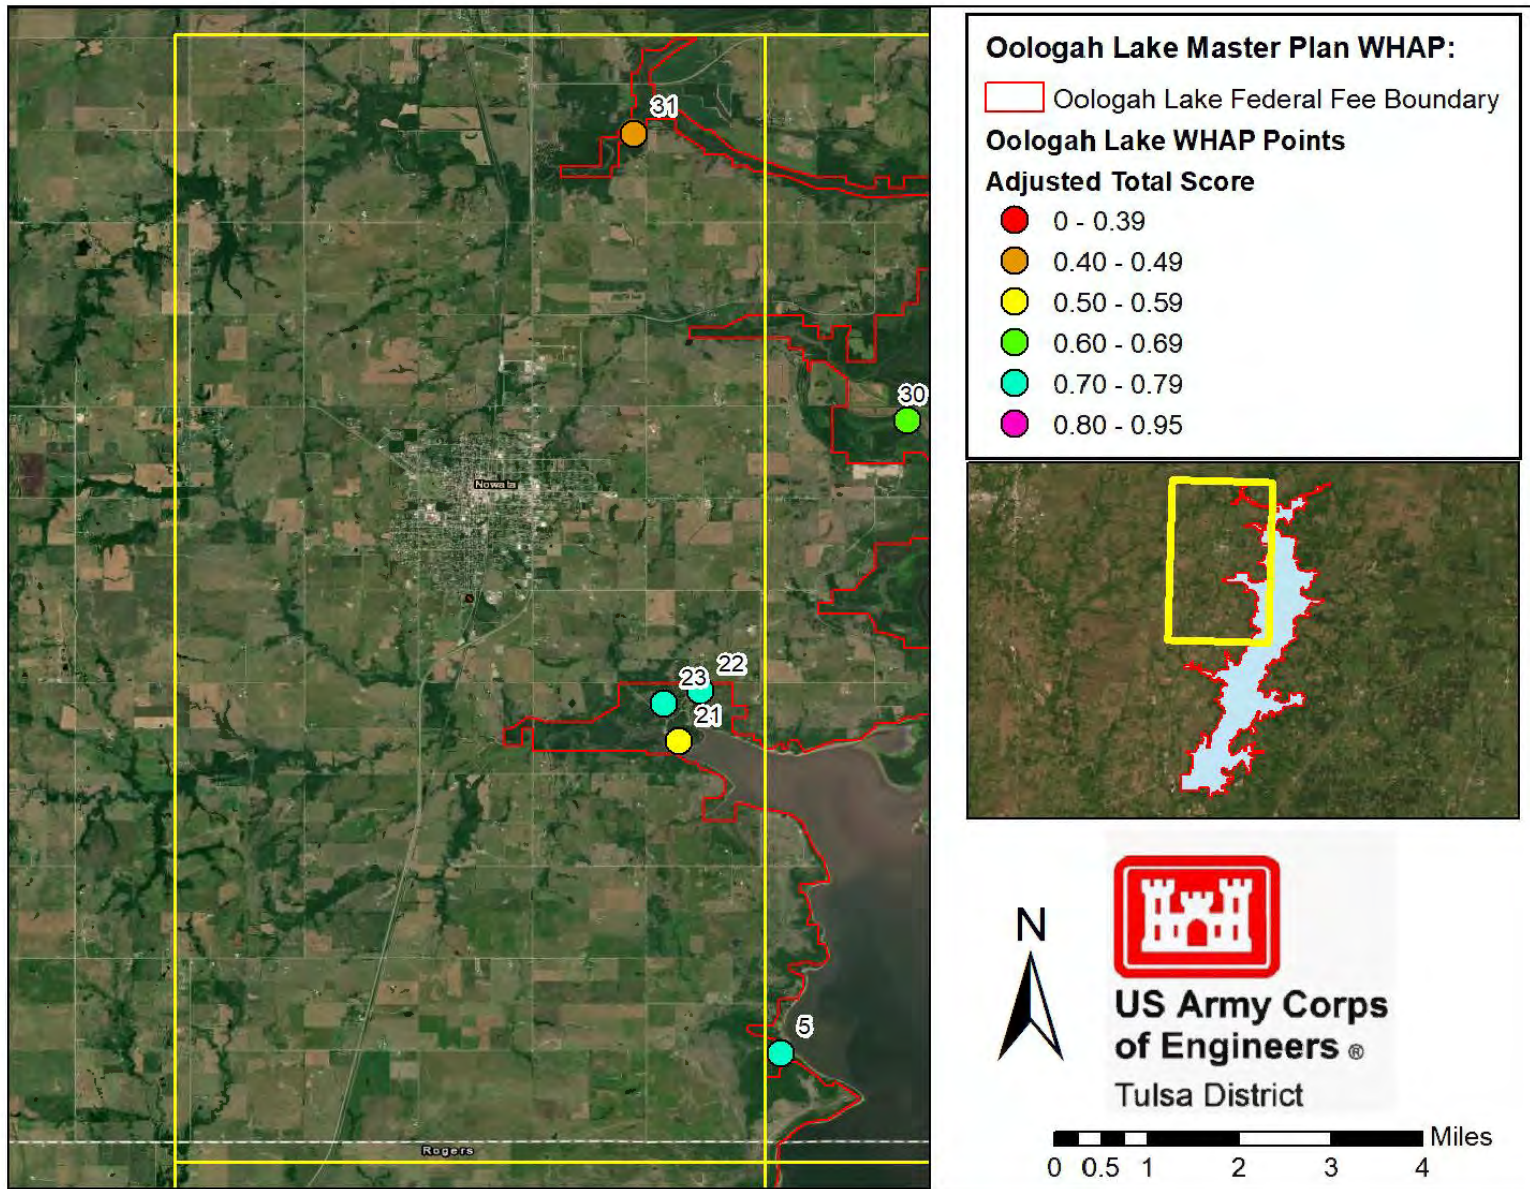 31
30
Nowata
22
23
21
5
Rogers
Oologah Lake Master Plan WHAP:
Oologah Lake Federal Fee Boundary
Oologah Lake WHAP Points
Adjusted Total Score
0 - 0.39
0.40 - 0.49
0.50 - 0.59
0.60 - 0.69
0.70 - 0.79
0.80 - 0.95
N
US Army Corps
of Engineers ®
Tulsa District
Miles
0 0.5 1 2 3 4